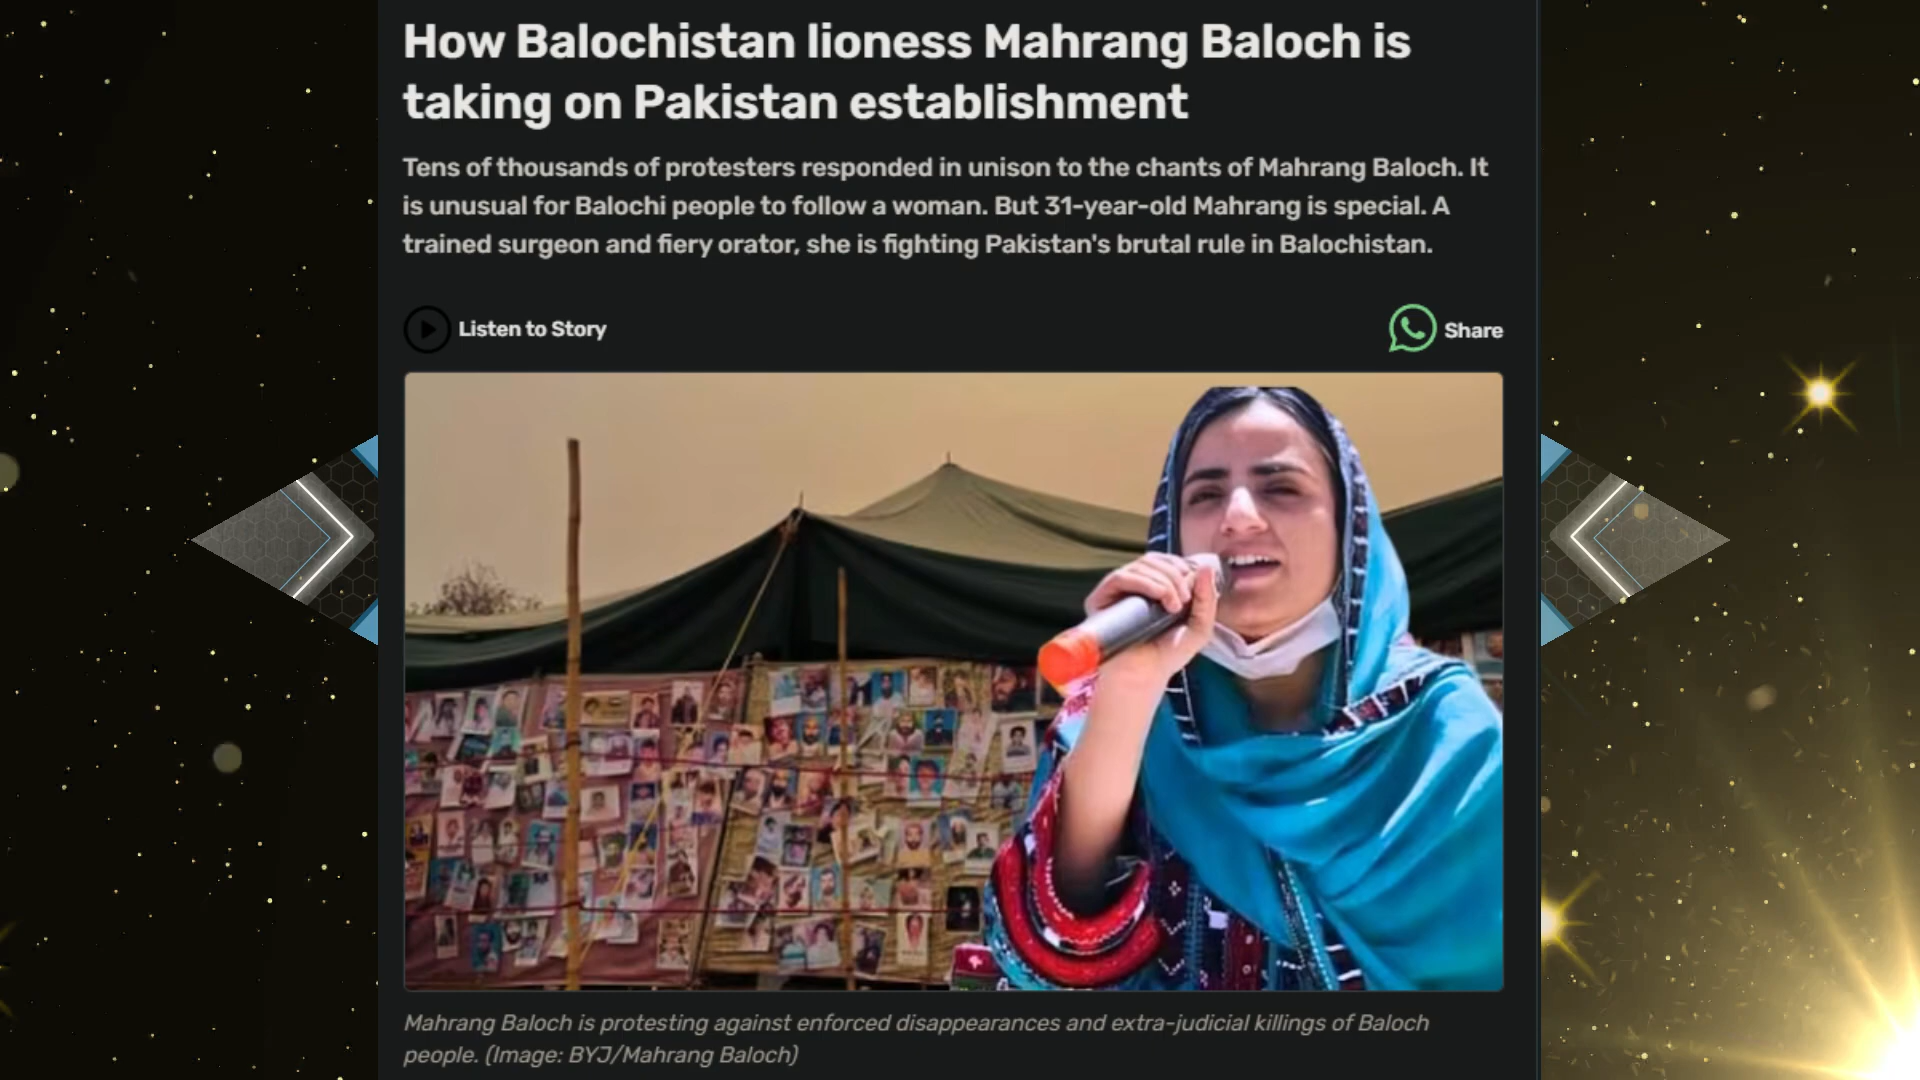 How Balochistan lioness Mahrang Baloch is
taking on Pakistan establishment
Tens of thousands of protesters responded in unison to the chants of Mahrang Baloch. It
is unusual for Balochi people to follow a woman. But 31-year-old Mahrang is special. A
trained surgeon and fiery orator, she is fighting Pakistan's brutal rule in Balochistan.
Listen to Story
Share
Mahrang Baloch is protesting against enforced disappearances and extra-judicial killings of Baloch
people. (Image: BYJ/Mahrang Baloch)